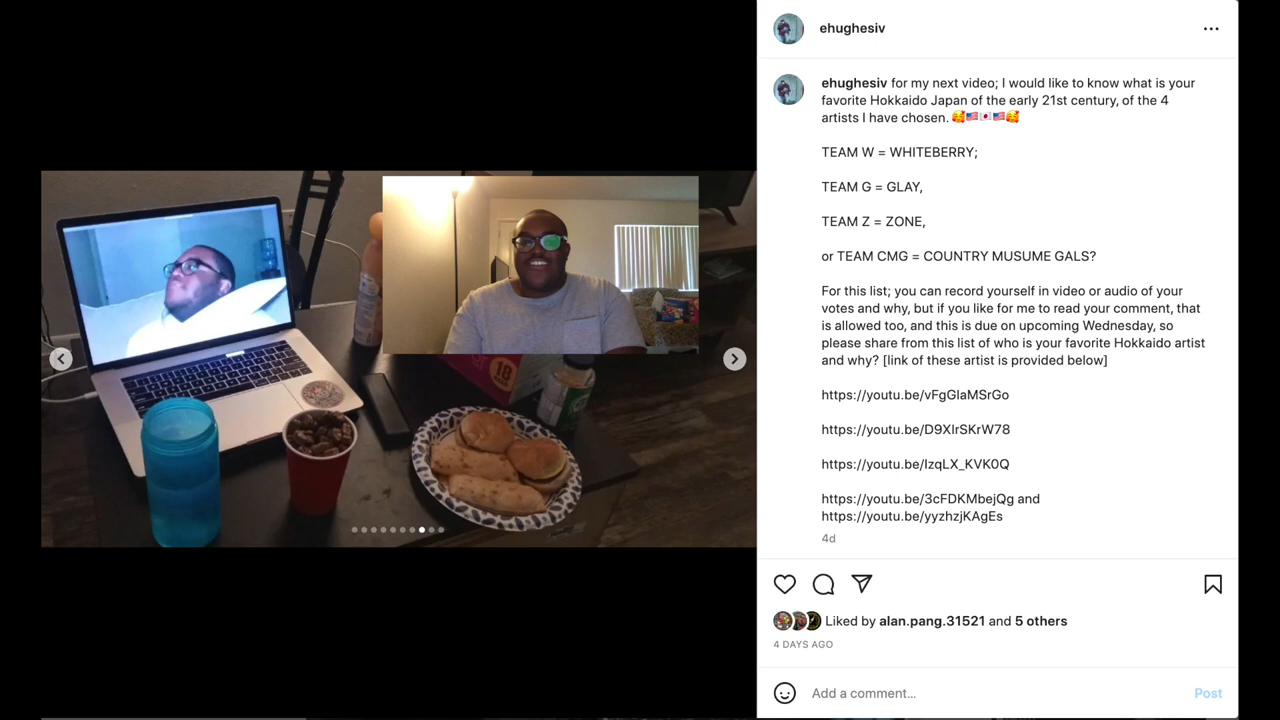 ehughesiv
ehughesiv for my next video; I would like to know what is your
favorite Hokkaido Japan of the early 21st century, of the 4
artists I have chosen. 🥰🇺🇸🇯🇵🇺🇸🥰
TEAM W = WHITEBERRY;
TEAM G = GLAY,
TEAM Z = ZONE,
or TEAM CMG = COUNTRY MUSUME GALS?
For this list; you can record yourself in video or audio of your
votes and why, but if you like for me to read your comment, that
is allowed too, and this is due on upcoming Wednesday, so
please share from this list of who is your favorite Hokkaido artist
and why? [link of these artist is provided below]
https://youtu.be/vFgGlaMSrGo
https://youtu.be/D9XIrSKrW78
https://youtu.be/IzqLX_KVK0Q
https://youtu.be/3cFDKMbejQg and
https://youtu.be/yyzhzjKAgEs
4d
Liked by alan.pang.31521 and 5 others
4 DAYS AGO
Add a comment...
Post
18